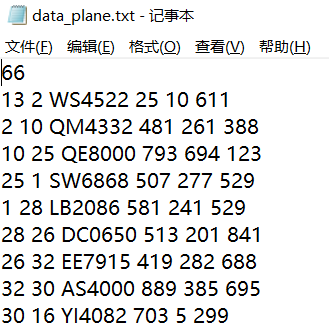 data_plane.txt - 记事本
文件(F) 编辑(E) 格式(O) 查看(V) 帮助(H)
66
13 2 WS4522 25 10 611
2 10 QM4332 481 261 388
10 25 QE8000 793 694 123
25 1 SW6868 507 277 529
1 28 LB2086 581 241 529
28 26 DC0650 513 201 841
26 32 EE7915 419 282 688
32 30 AS4000 889 385 695
30 16 YI4082 703 5 299